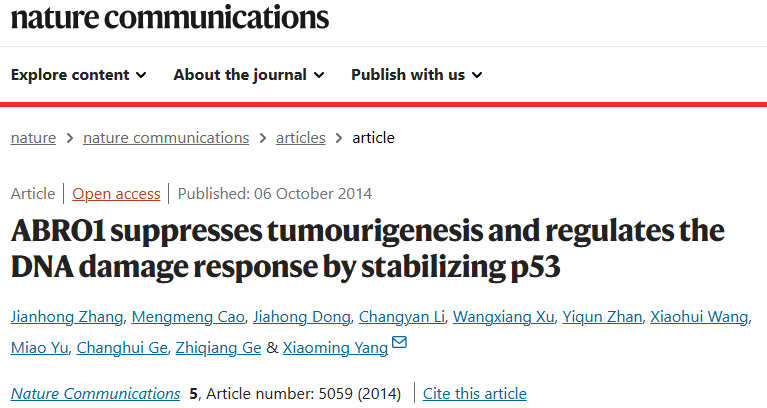 nature communications
Explore content About the journal Publish with us
nature > nature communications > articles > article
Article | Open access | Published: 06 October 2014
ABRO1 suppresses tumourigenesis and regulates the
DNA damage response by stabilizing p53
Jianhong Zhang, Mengmeng Cao, Jiahong Dong, Changyan Li, Wangxiang Xu, Yiqun Zhan, Xiaohui Wang,
Miao Yu, Changhui Ge, Zhiqiang Ge & Xiaoming Yang
Nature Communications 5, Article number: 5059 (2014) | Cite this article